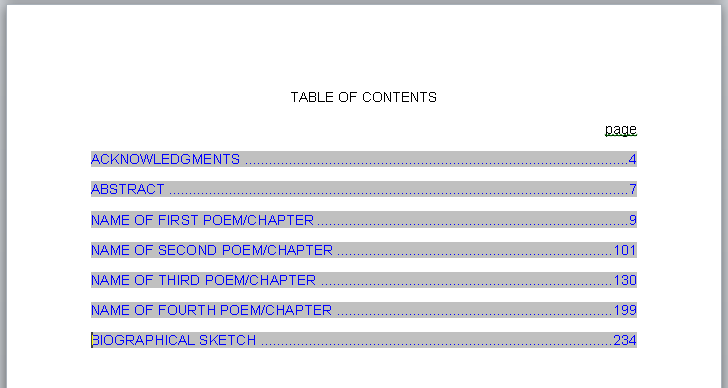 TABLE OF CONTENTS
page
ACKNOWLEDGMENTS ........................................................................................ 4
ABSTRACT ........................................................................................ 7
NAME OF FIRST POEM/CHAPTER ........................................................................ 9
NAME OF SECOND POEM/CHAPTER .................................................................... 101
NAME OF THIRD POEM/CHAPTER ...................................................................... 130
NAME OF FOURTH POEM/CHAPTER .................................................................... 199
BIOGRAPHICAL SKETCH .................................................................................... 234